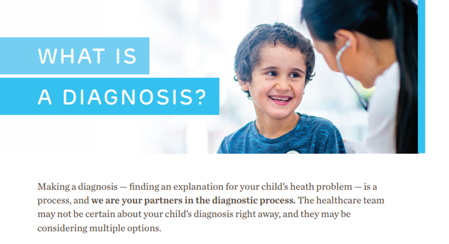 WHAT IS
A DIAGNOSIS?
Making a diagnosis — finding an explanation for your child's heath problem — is a
process, and we are your partners in the diagnostic process. The healthcare team
may not be certain about your child's diagnosis right away, and they may be
considering multiple options.